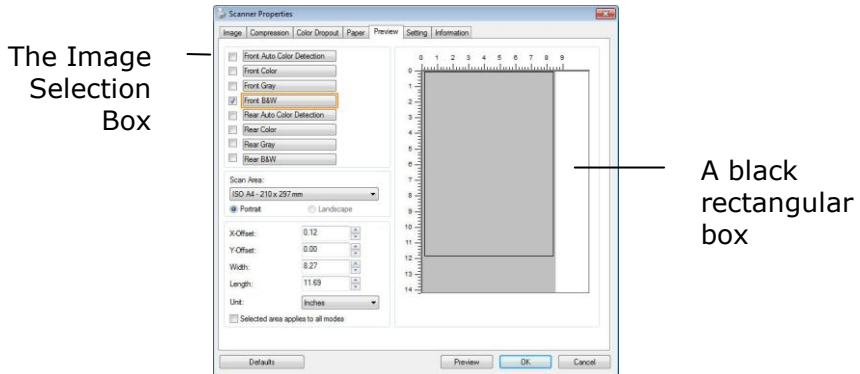 Scanner Properties
Image Compression Color Dropout Paper Preview Setting Information
The Image
Selection
Box
Front Auto Color Detection
Front Color
Front Gray
Front B&W
Rear Auto Color Detection
Rear Color
Rear Gray
Rear B&W
Scan Area:
ISO A4 - 210 x 297 mm
Portrait Landscape
X-Offset: 0.12
Y-Offset: 0.00
Width: 8.27
Length: 11.69
Unit: Inches
Selected area applies to all modes
0 1 2 3 4 5 6 7 8 9
0
1
2
3
4
5
6
7
8
9
10
11
12
13
14
A black
rectangular
box
Defaults Preview OK Cancel